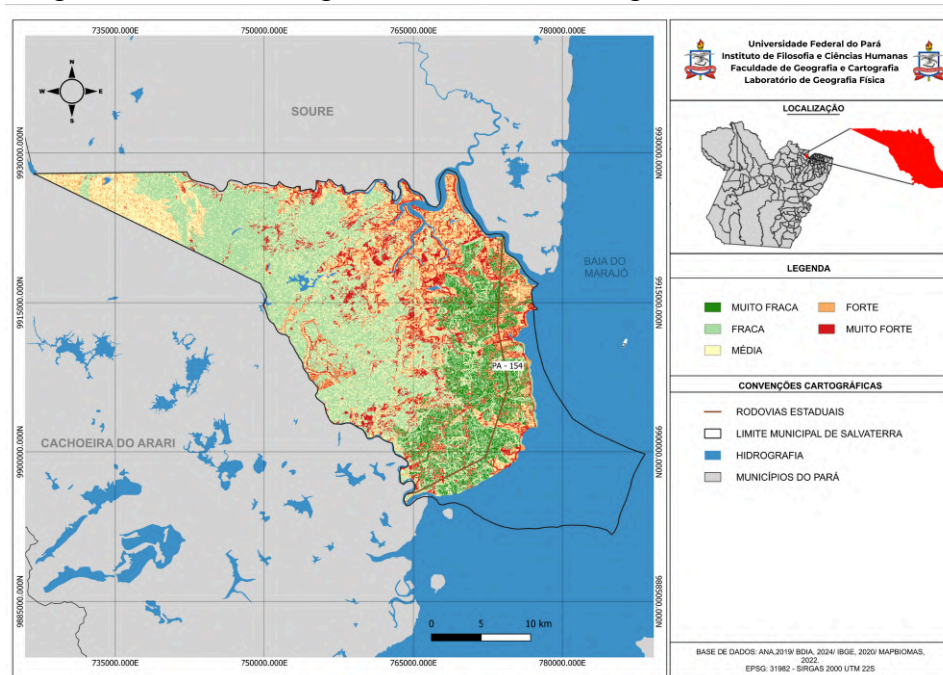 735000.000E 750000.000E 765000.000E 780000.000E
N
W E
S
SOURE
9930000.000N 9930000.000N
BAIA DO
MARAJÓ
9915000.000N 9915000.000N
PA - 154
CACHOEIRA DO ARARI
9900000.000N 9900000.000N
9885000.000N 9885000.000N
0 5 10 km
735000.000E 750000.000E 765000.000E 780000.000E
Universidade Federal do Pará
Instituto de Filosofia e Ciências Humanas
Faculdade de Geografia e Cartografia
Laboratório de Geografia Física
LOCALIZAÇÃO
LEGENDA
MUITO FRACA
FRACA
MÉDIA
FORTE
MUITO FORTE
CONVENÇÕES CARTOGRÁFICAS
RODOVIAS ESTADUAIS
LIMITE MUNICIPAL DE SALVATERRA
HIDROGRAFIA
MUNICÍPIOS DO PARÁ
BASE DE DADOS: ANA,2019/ BDIA, 2024/ IBGE, 2020/ MAPBIOMAS,
2022.
EPSG: 31982 - SIRGAS 2000 UTM 22S